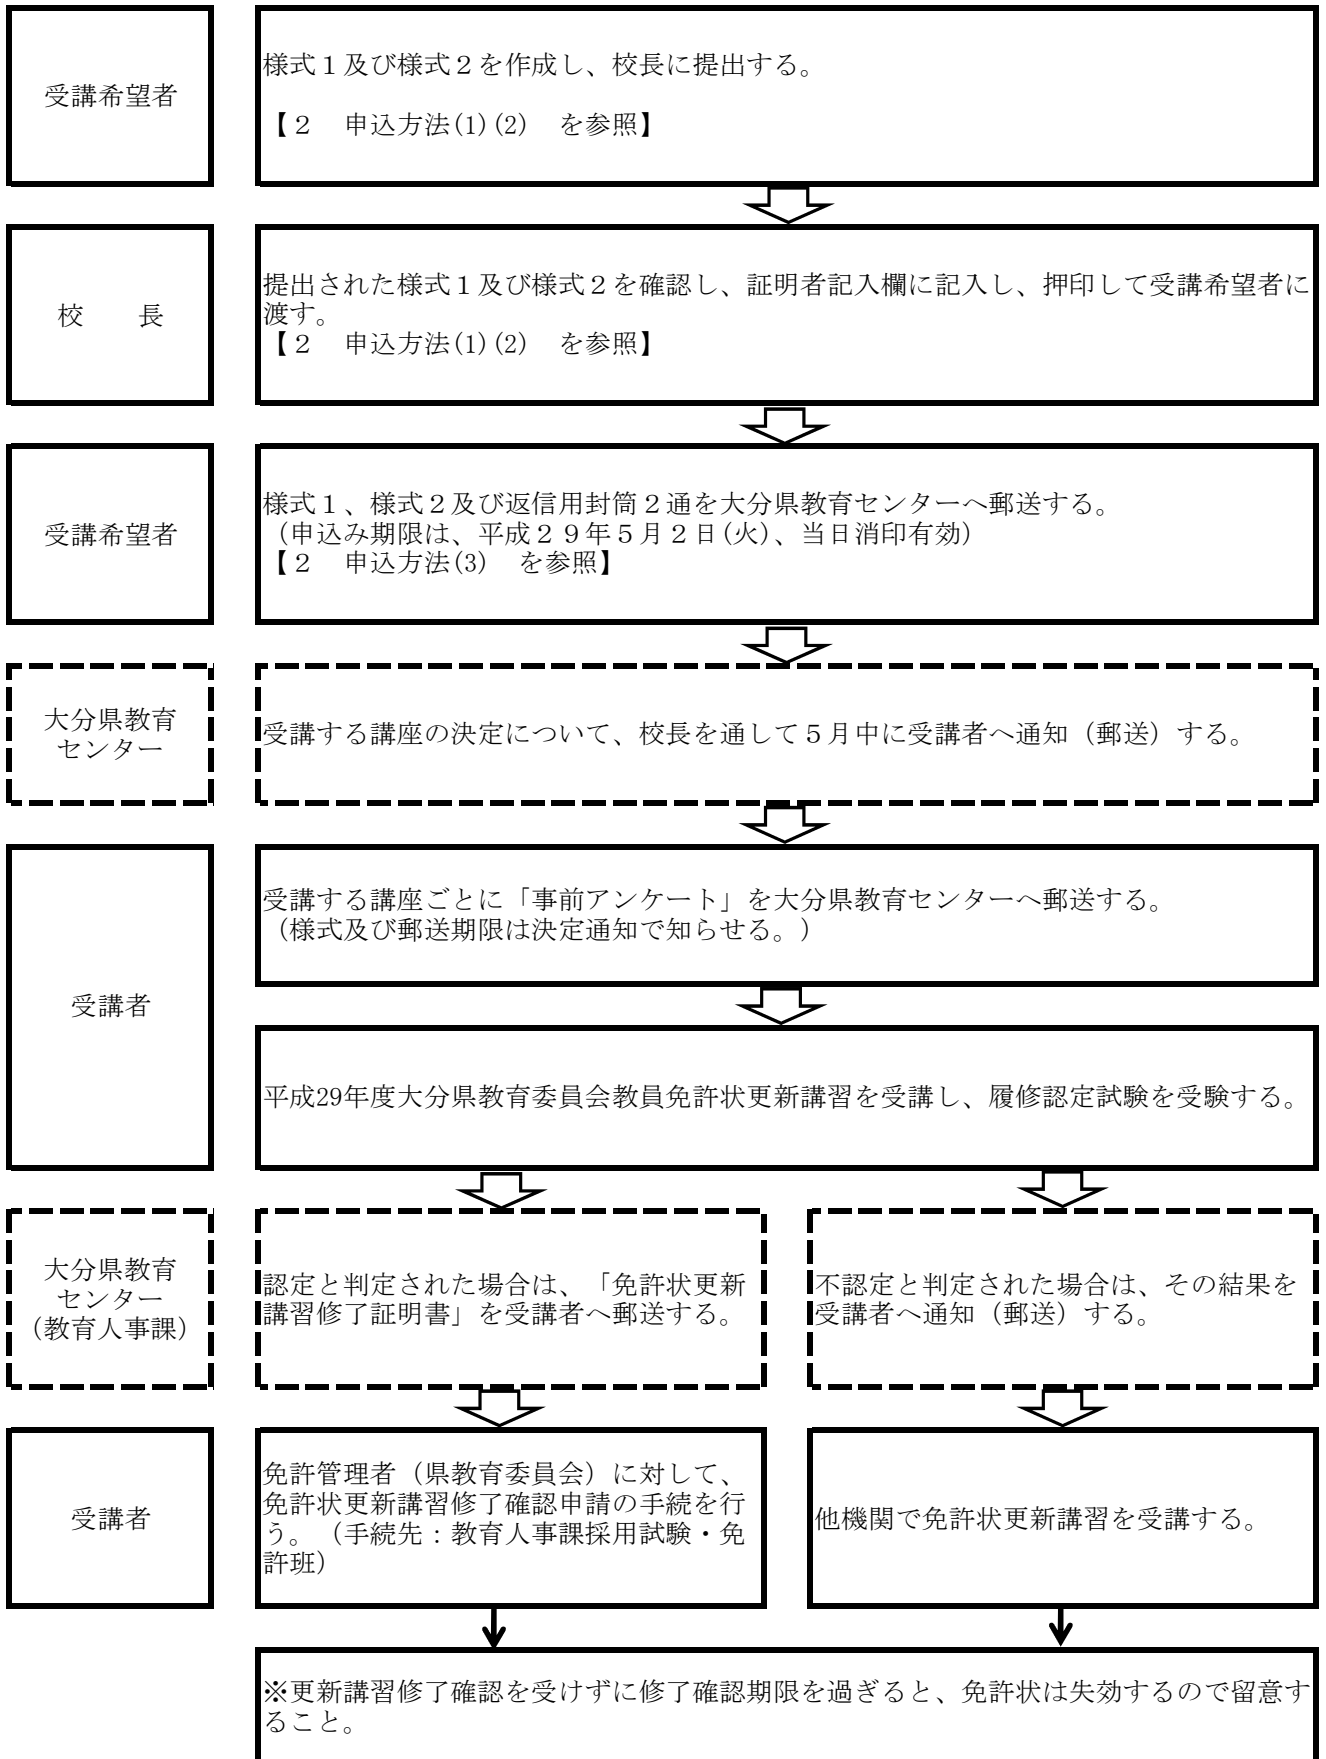 受講希望者
様式１及び様式２を作成し、校長に提出する。
【２　申込方法(1)(2)　を参照】
校　　長
提出された様式１及び様式２を確認し、証明者記入欄に記入し、押印して受講希望者に
渡す。
【２　申込方法(1)(2)　を参照】
受講希望者
様式１、様式２及び返信用封筒２通を大分県教育センターへ郵送する。
（申込み期限は、平成２９年５月２日(火)、当日消印有効）
【２　申込方法(3)　を参照】
大分県教育
センター
受講する講座の決定について、校長を通して５月中に受講者へ通知（郵送）する。
受講者
受講する講座ごとに「事前アンケート」を大分県教育センターへ郵送する。
（様式及び郵送期限は決定通知で知らせる。）
平成29年度大分県教育委員会教員免許状更新講習を受講し、履修認定試験を受験する。
大分県教育
センター
（教育人事課）
認定と判定された場合は、「免許状更新
講習修了証明書」を受講者へ郵送する。
不認定と判定された場合は、その結果を
受講者へ通知（郵送）する。
受講者
免許管理者（県教育委員会）に対して、
免許状更新講習修了確認申請の手続を行
う。（手続先：教育人事課採用試験・免
許班）
他機関で免許状更新講習を受講する。
※更新講習修了確認を受けずに修了確認期限を過ぎると、免許状は失効するので留意す
ること。